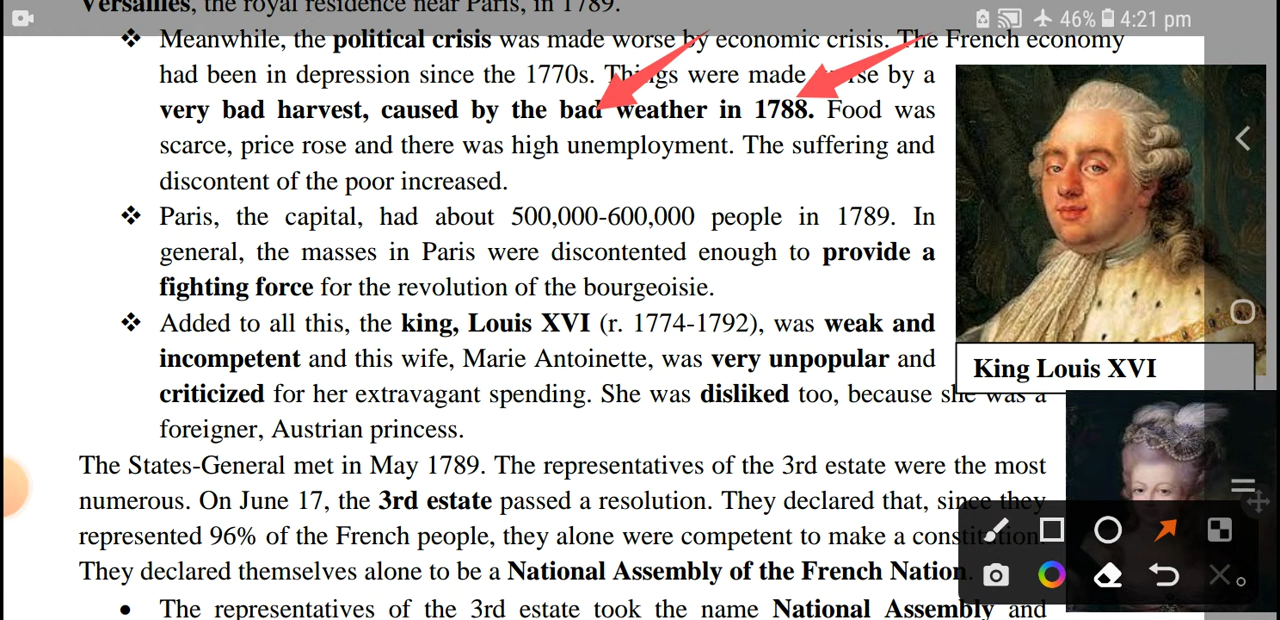 Versailles, the royal residence near Paris, in 1789.
46% 4:21 pm
❖ Meanwhile, the political crisis was made worse by economic crisis. The French economy
had been in depression since the 1770s. Things were made worse by a
very bad harvest, caused by the bad weather in 1788. Food was
scarce, price rose and there was high unemployment. The suffering and
discontent of the poor increased.
❖ Paris, the capital, had about 500,000-600,000 people in 1789. In
general, the masses in Paris were discontented enough to provide a
fighting force for the revolution of the bourgeoisie.
❖ Added to all this, the king, Louis XVI (r. 1774-1792), was weak and
incompetent and this wife, Marie Antoinette, was very unpopular and
criticized for her extravagant spending. She was disliked too, because she was a
foreigner, Austrian princess.
King Louis XVI
The States-General met in May 1789. The representatives of the 3rd estate were the most
numerous. On June 17, the 3rd estate passed a resolution. They declared that, since they
represented 96% of the French people, they alone were competent to make a constitution.
They declared themselves alone to be a National Assembly of the French Nation.
• The representatives of the 3rd estate took the name National Assembly and